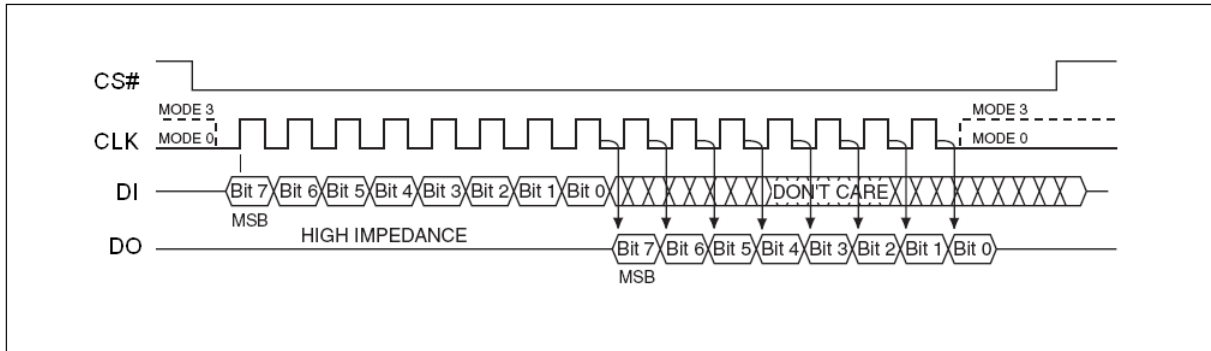 CS#
MODE 3 MODE 3
CLK MODE 0 MODE 0
DI Bit 7 Bit 6 Bit 5 Bit 4 Bit 3 Bit 2 Bit 1 Bit 0 DON'T CARE
MSB
HIGH IMPEDANCE
DO Bit 7 Bit 6 Bit 5 Bit 4 Bit 3 Bit 2 Bit 1 Bit 0
MSB